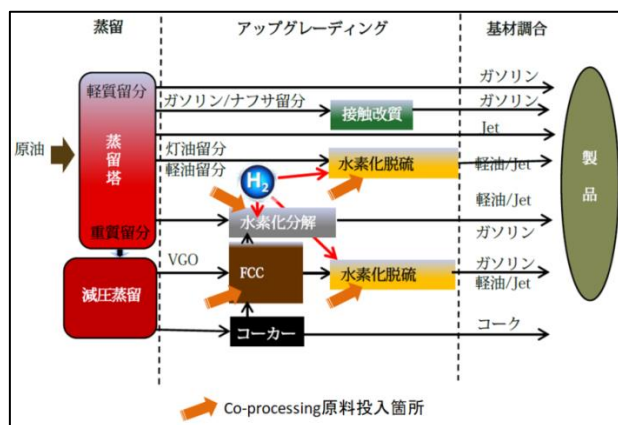 蒸留
アップグレーディング
基材調合
軽質留分
ガソリン
ガソリン/ナフサ留分
接触改質
ガソリン
Jet
原油
蒸留塔
灯油留分
軽油留分
H2
水素化脱硫
軽油/Jet
製品
重質留分
水素化分解
軽油/Jet
ガソリン
減圧蒸留
VGO
FCC
水素化脱硫
ガソリン
軽油/Jet
コーカー
コーク
Co-processing原料投入箇所